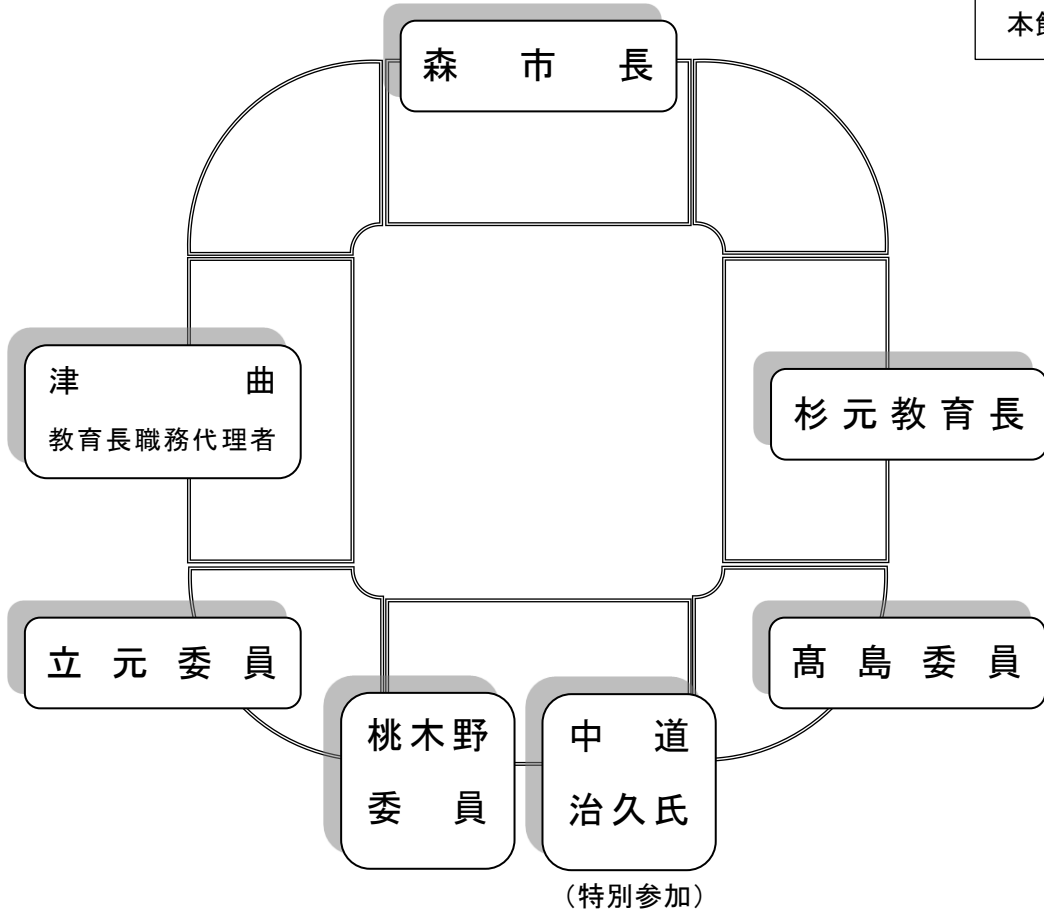 本館
森市長
津曲
教育長職務代理者
杉元教育長
立元委員
髙島委員
桃木野
委員
中道
治久氏
（特別参加）